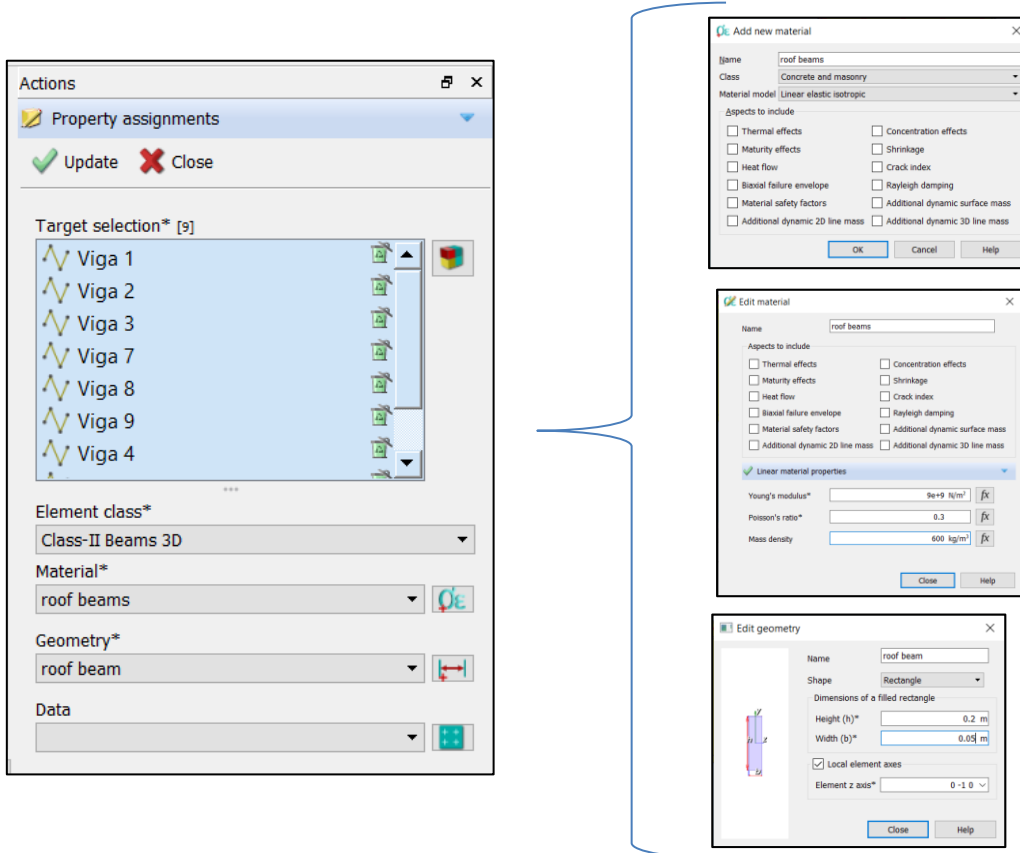 Actions
Property assignments
Update Close
Target selection* [9]
Viga 1
Viga 2
Viga 3
Viga 7
Viga 8
Viga 9
Viga 4
Element class*
Class-II Beams 3D
Material*
roof beams
Geometry*
roof beam
Data
Add new material
Name roof beams
Class Concrete and masonry
Material model Linear elastic isotropic
Aspects to include
Thermal effects Concentration effects
Maturity effects Shrinkage
Heat flow Crack index
Biaxial failure envelope Rayleigh damping
Material safety factors Additional dynamic surface mass
Additional dynamic 2D line mass Additional dynamic 3D line mass
OK Cancel Help
Edit material
Name roof beams
Aspects to include
Thermal effects Concentration effects
Maturity effects Shrinkage
Heat flow Crack index
Biaxial failure envelope Rayleigh damping
Material safety factors Additional dynamic surface mass
Additional dynamic 2D line mass Additional dynamic 3D line mass
Linear material properties
Young's modulus* 9e+9 N/m² fx
Poisson's ratio* 0.3 fx
Mass density 600 kg/m³ fx
Close Help
Edit geometry
Name roof beam
Shape Rectangle
Dimensions of a filled rectangle
Height (h)* 0.2 m
Width (b)* 0.05 m
Local element axes
Element z axis* 0 -1 0
Close Help